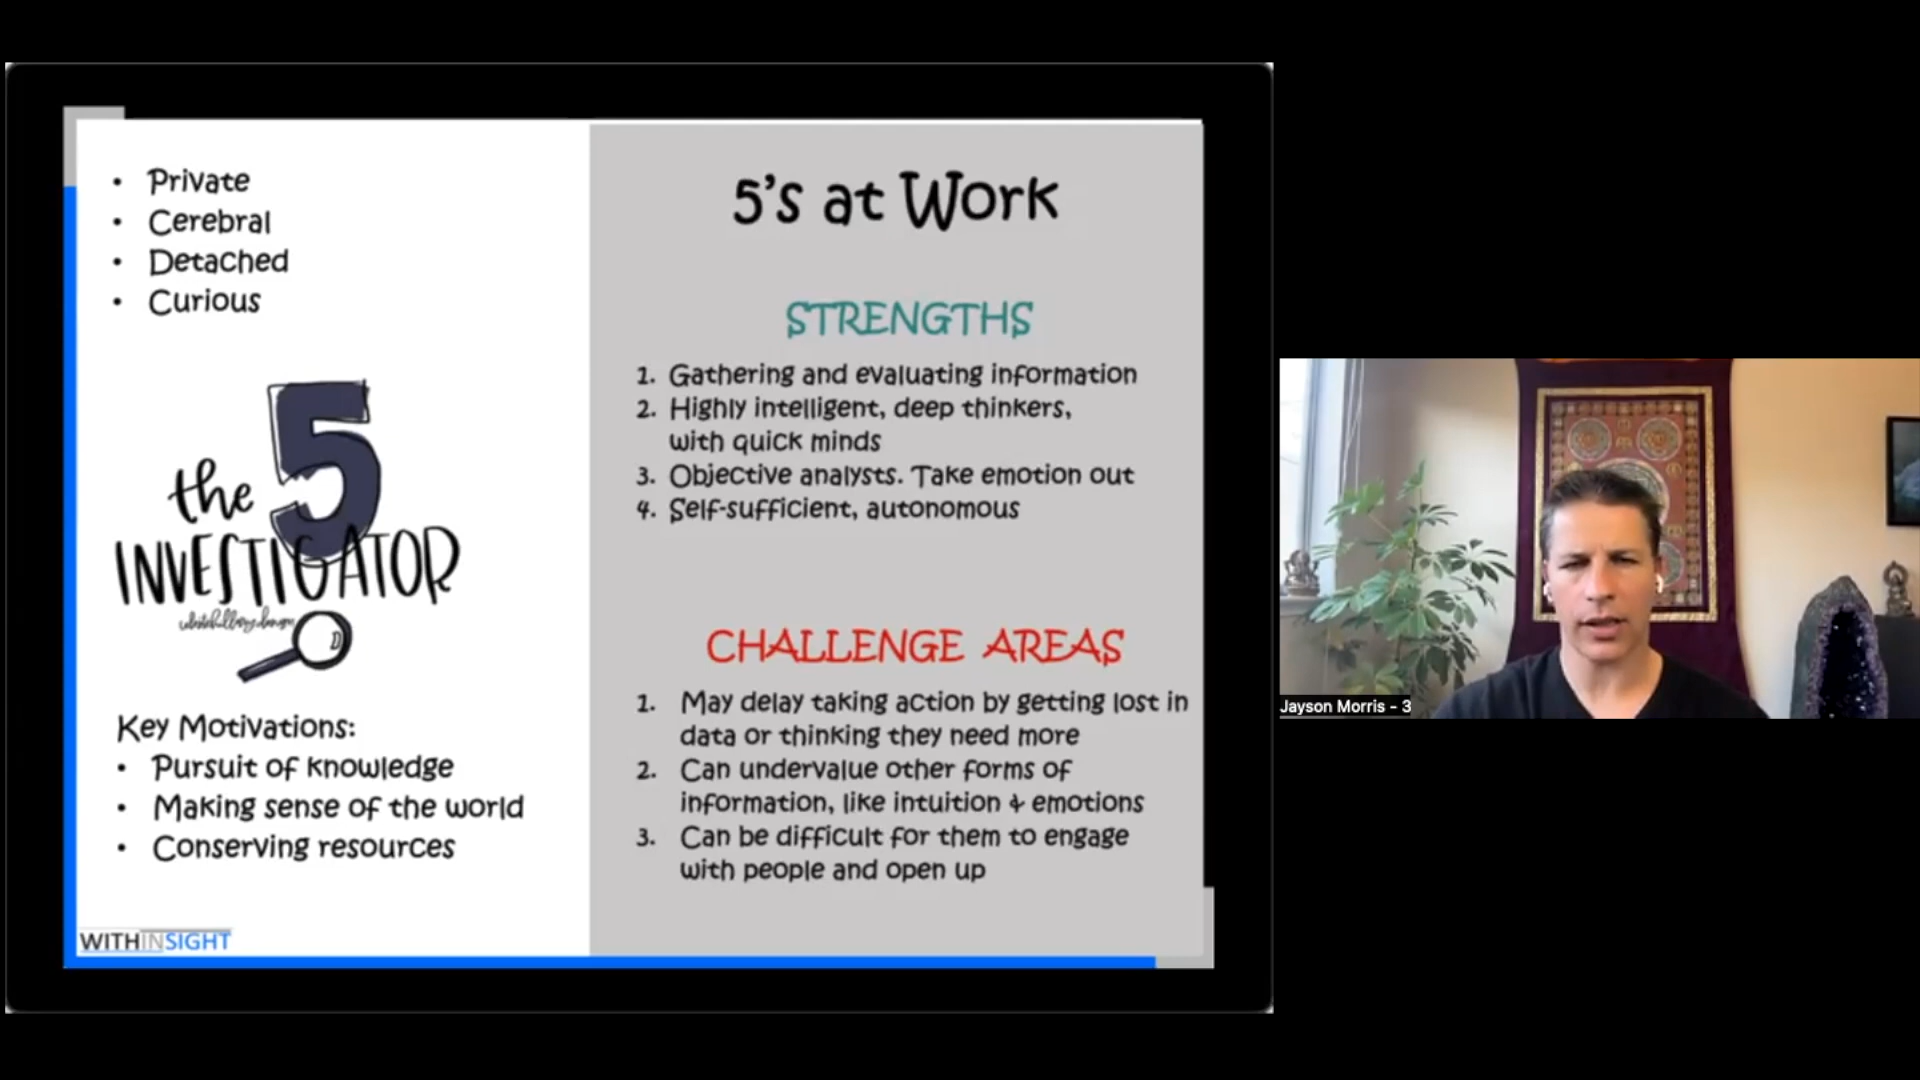 • Private
• Cerebral
• Detached
• Curious
the 5
INVESTIGATOR
Key Motivations:
• Pursuit of knowledge
• Making sense of the world
• Conserving resources
WITHINSIGHT
5's at Work
STRENGTHS
1. Gathering and evaluating information
2. Highly intelligent, deep thinkers,
with quick minds
3. Objective analysts. Take emotion out
4. Self-sufficient, autonomous
CHALLENGE AREAS
1. May delay taking action by getting lost in
data or thinking they need more
2. Can undervalue other forms of
information, like intuition & emotions
3. Can be difficult for them to engage
with people and open up
Jayson Morris - 3